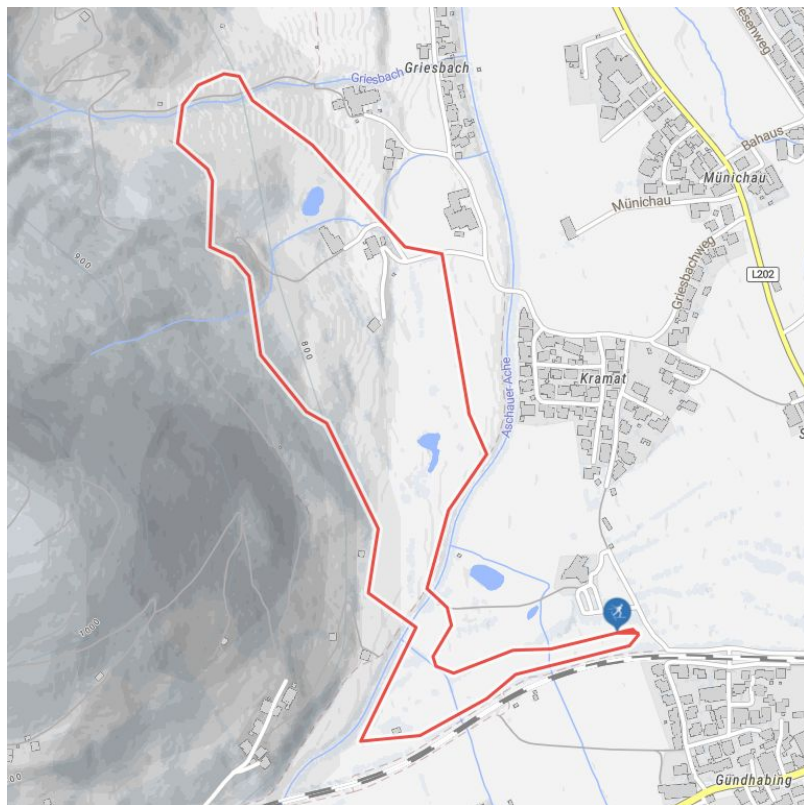 Griesbach
Griesbach
Bahaus
Münichau
Münichau
L202
Griesbachweg
900
800
Kramat
Aschauer Ache
1000
Gundhabing